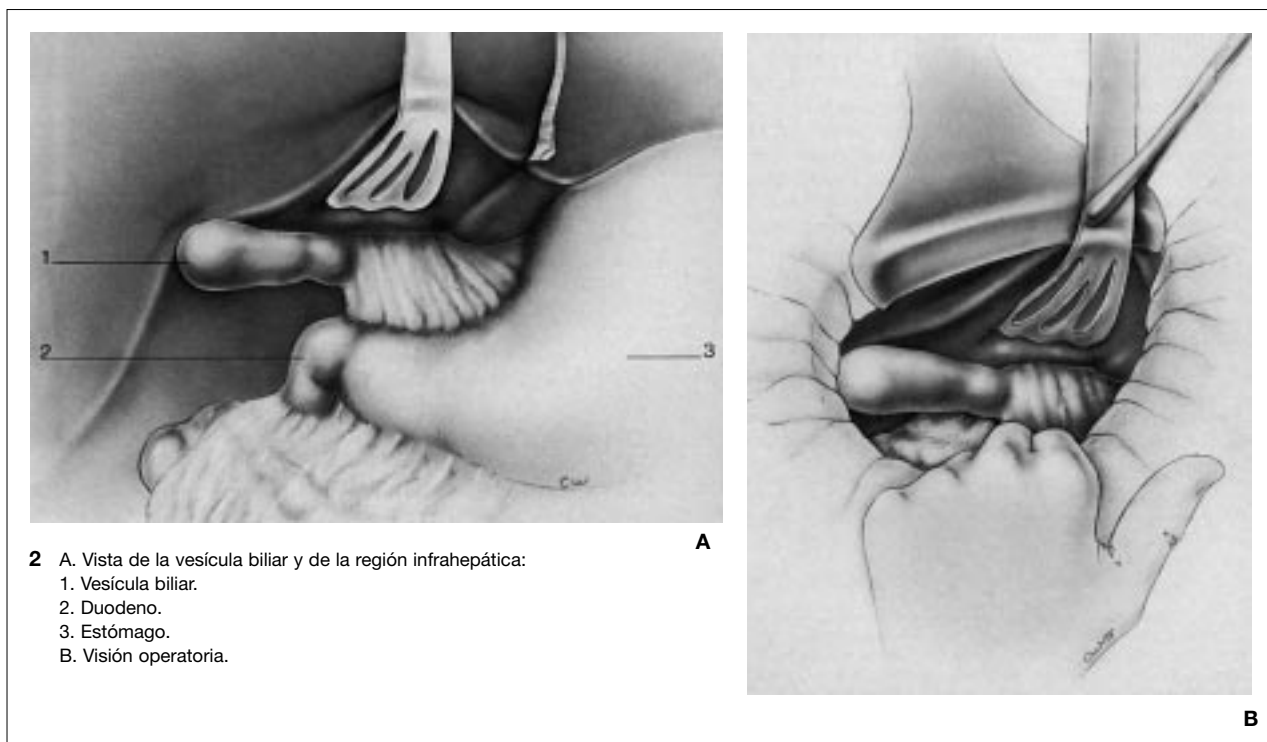 1
2
3
A
2 A. Vista de la vesícula biliar y de la región infrahepática:
1. Vesícula biliar.
2. Duodeno.
3. Estómago.
B. Visión operatoria.
B